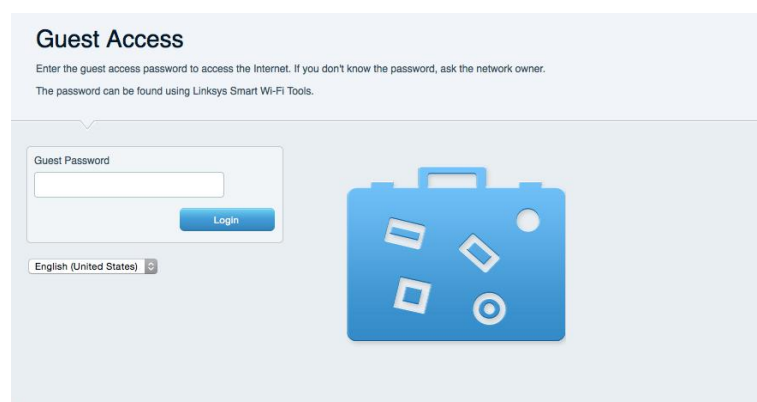 Guest Access
Enter the guest access password to access the Internet. If you don't know the password, ask the network owner.
The password can be found using Linksys Smart Wi-Fi Tools.
Guest Password
Login
English (United States)